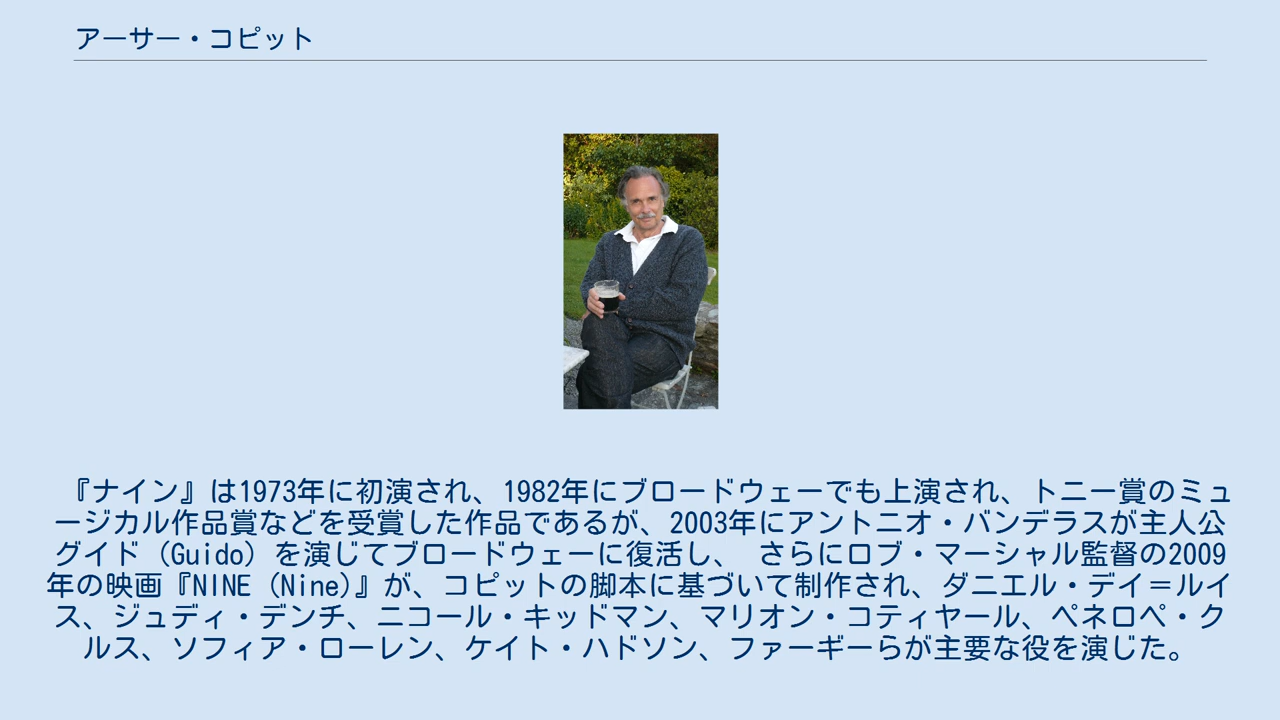 アーサー・コピット
『ナイン』は1973年に初演され、1982年にブロードウェーでも上演され、トニー賞のミュ
ージカル作品賞などを受賞した作品であるが、2003年にアントニオ・バンデラスが主人公
グイド（Guido）を演じてブロードウェーに復活し、 さらにロブ・マーシャル監督の2009
年の映画『NINE（Nine)』が、コピットの脚本に基づいて制作され、ダニエル・デイ＝ルイ
ス、ジュディ・デンチ、ニコール・キッドマン、マリオン・コティヤール、ペネロペ・ク
ルス、ソフィア・ローレン、ケイト・ハドソン、ファーギーらが主要な役を演じた。